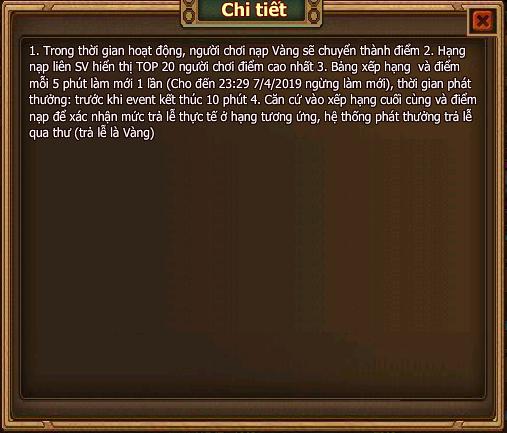 Chi tiết
1. Trong thời gian hoạt động, người chơi nạp Vàng sẽ chuyển thành điểm 2. Hạng
nạp liên SV hiển thị TOP 20 người chơi điểm cao nhất 3. Bảng xếp hạng  và điểm
mỗi 5 phút làm mới 1 lần (Cho đến 23:29 7/4/2019 ngừng làm mới), thời gian phát
thưởng: trước khi event kết thúc 10 phút 4. Căn cứ vào xếp hạng cuối cùng và điểm
nạp để xác nhận mức trả lễ thực tế ở hạng tương ứng, hệ thống phát thưởng trả lễ
qua thư (trả lễ là Vàng)